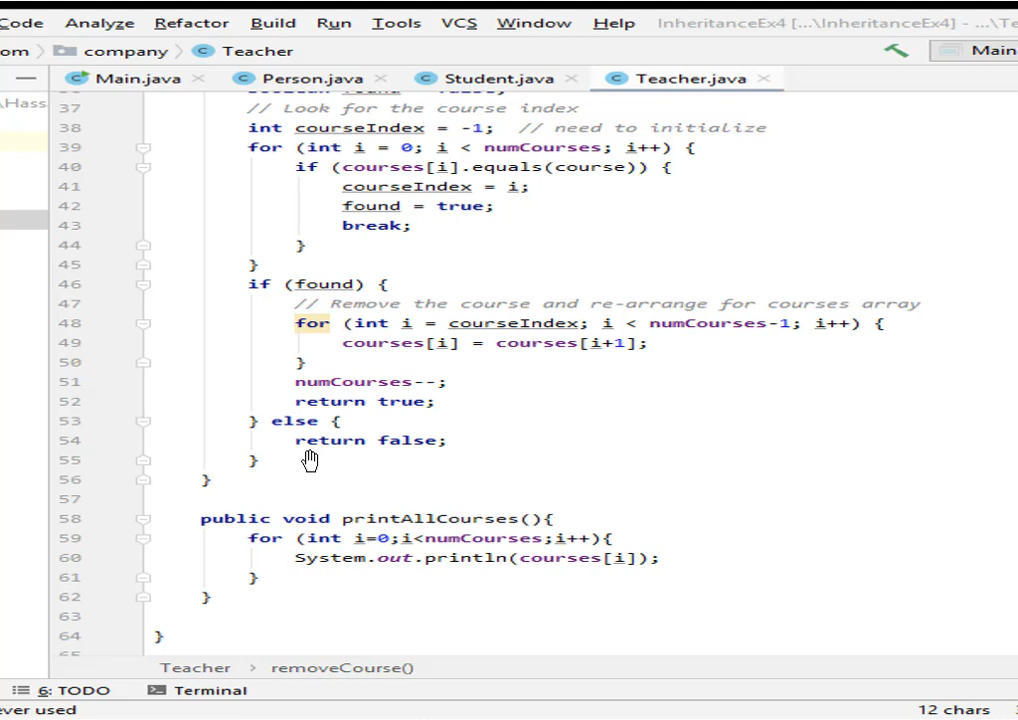 Code Analyze Refactor Build Run Tools VCS Window Help InheritanceEx4 [...\InheritanceEx4] - ...\Te
om company Teacher Main
Main.java Person.java Student.java Teacher.java
\Hass
37 // Look for the course index
38 int courseIndex = -1; // need to initialize
39 for (int i = 0; i < numCourses; i++) {
40 if (courses[i].equals(course)) {
41 courseIndex = i;
42 found = true;
43 break;
44 }
45 }
46 if (found) {
47 // Remove the course and re-arrange for courses array
48 for (int i = courseIndex; i < numCourses-1; i++) {
49 courses[i] = courses[i+1];
50 }
51 numCourses--;
52 return true;
53 } else {
54 return false;
55 }
56 }
57
58 public void printAllCourses(){
59 for (int i=0;i<numCourses;i++){
60 System.out.println(courses[i]);
61 }
62 }
63
64 }
Teacher > removeCourse()
6: TODO Terminal
ever used 12 chars